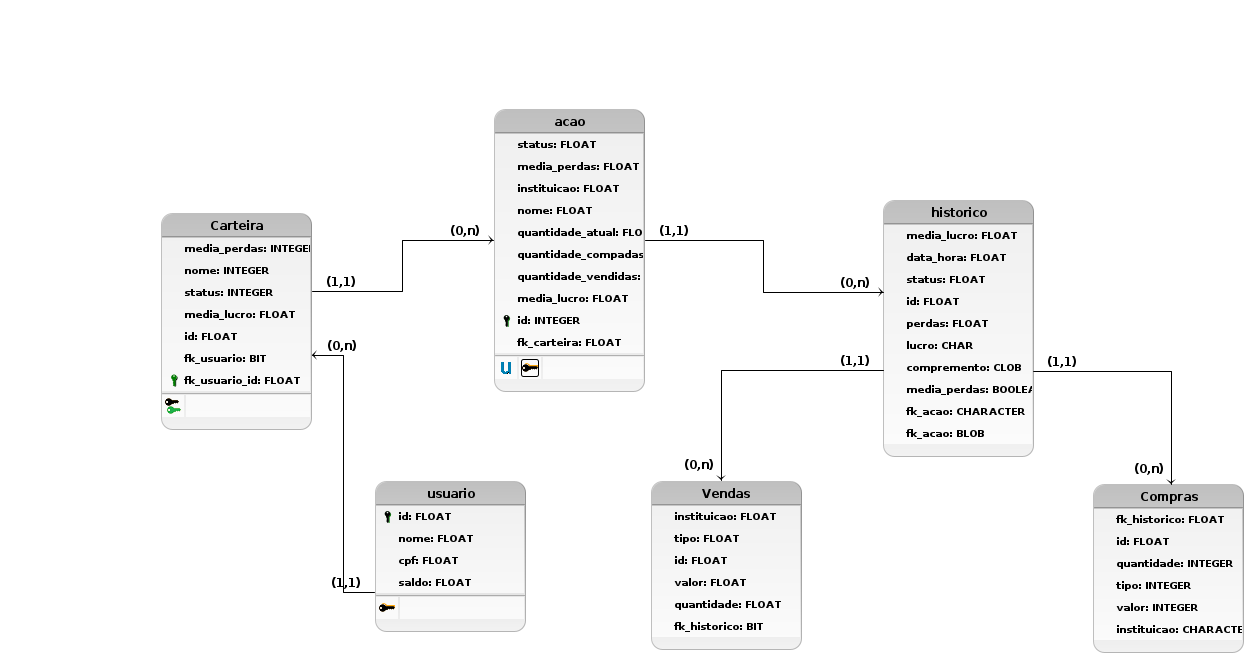 acao
status: FLOAT
media_perdas: FLOAT
instituicao: FLOAT
nome: FLOAT
quantidade_atual: FLO
quantidade_compadas
quantidade_vendidas:
media_lucro: FLOAT
id: INTEGER
fk_carteira: FLOAT
U
Carteira
media_perdas: INTEGE
nome: INTEGER
status: INTEGER
media_lucro: FLOAT
id: FLOAT
fk_usuario: BIT
fk_usuario_id: FLOAT
(1,1)
(0,n)
(0,n)
(1,1)
usuario
id: FLOAT
nome: FLOAT
cpf: FLOAT
saldo: FLOAT
(1,1)
(0,n)
historico
media_lucro: FLOAT
data_hora: FLOAT
status: FLOAT
id: FLOAT
perdas: FLOAT
lucro: CHAR
compremento: CLOB
media_perdas: BOOLEA
fk_acao: CHARACTER
fk_acao: BLOB
(1,1)
(0,n)
Vendas
instituicao: FLOAT
tipo: FLOAT
id: FLOAT
valor: FLOAT
quantidade: FLOAT
fk_historico: BIT
(1,1)
(0,n)
Compras
fk_historico: FLOAT
id: FLOAT
quantidade: INTEGER
tipo: INTEGER
valor: INTEGER
instituicao: CHARACTE